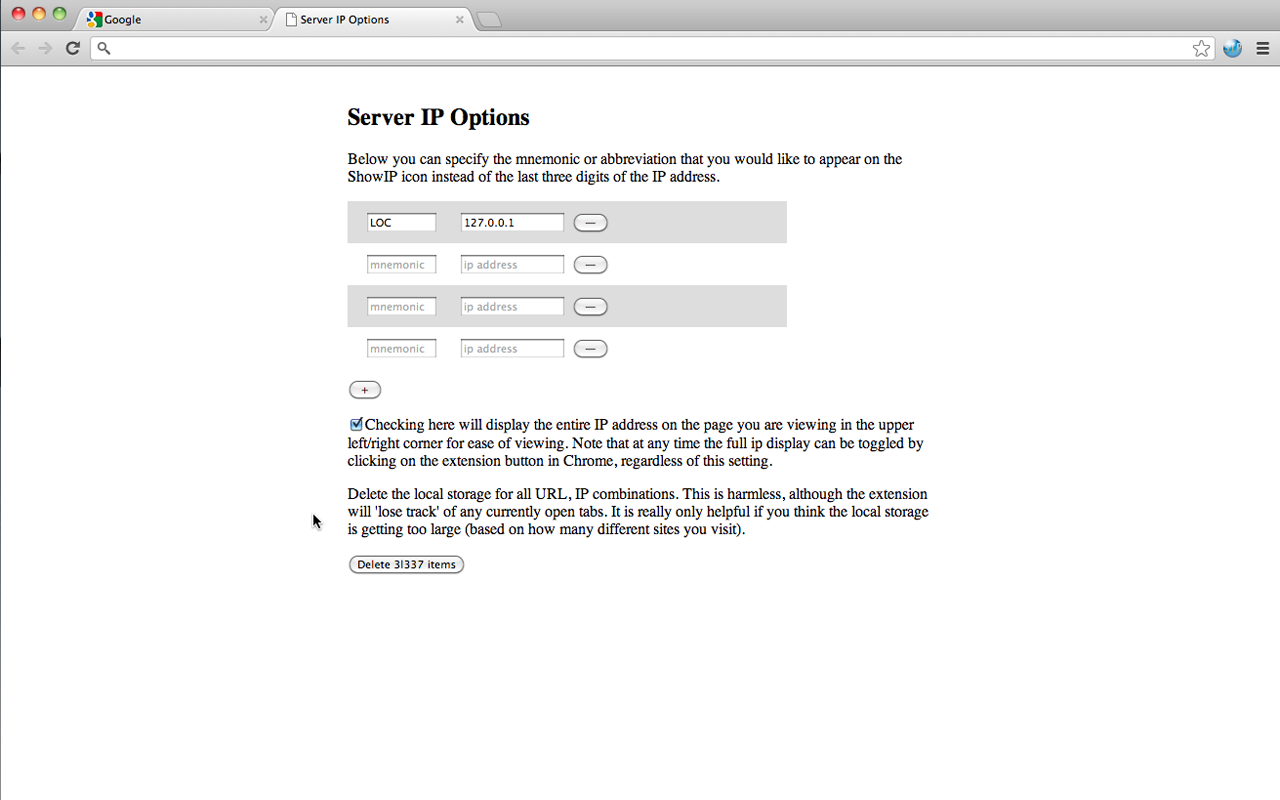 Google
Server IP Options
Server IP Options
Below you can specify the mnemonic or abbreviation that you would like to appear on the
ShowIP icon instead of the last three digits of the IP address.
LOC 127.0.0.1 —
mnemonic ip address —
mnemonic ip address —
mnemonic ip address —
+
Checking here will display the entire IP address on the page you are viewing in the upper
left/right corner for ease of viewing. Note that at any time the full ip display can be toggled by
clicking on the extension button in Chrome, regardless of this setting.
Delete the local storage for all URL, IP combinations. This is harmless, although the extension
will 'lose track' of any currently open tabs. It is really only helpful if you think the local storage
is getting too large (based on how many different sites you visit).
Delete 3|337 items